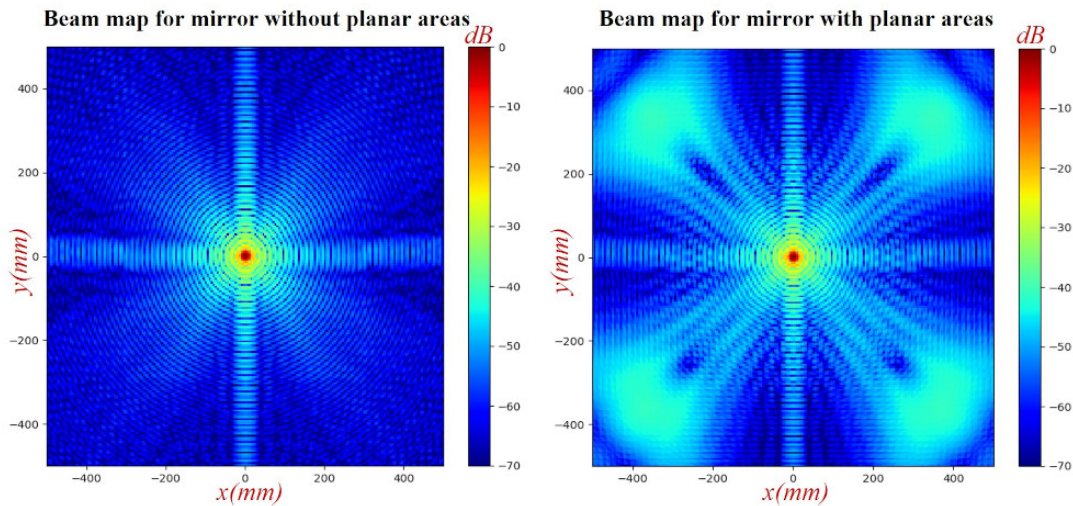 Beam map for mirror without planar areas
dB
0
−10
−20
−30
−40
−50
−60
−70
400
200
0
−200
−400
y(mm)
−400 −200 0 200 400
x(mm)
Beam map for mirror with planar areas
dB
0
−10
−20
−30
−40
−50
−60
−70
400
200
0
−200
−400
y(mm)
−400 −200 0 200 400
x(mm)